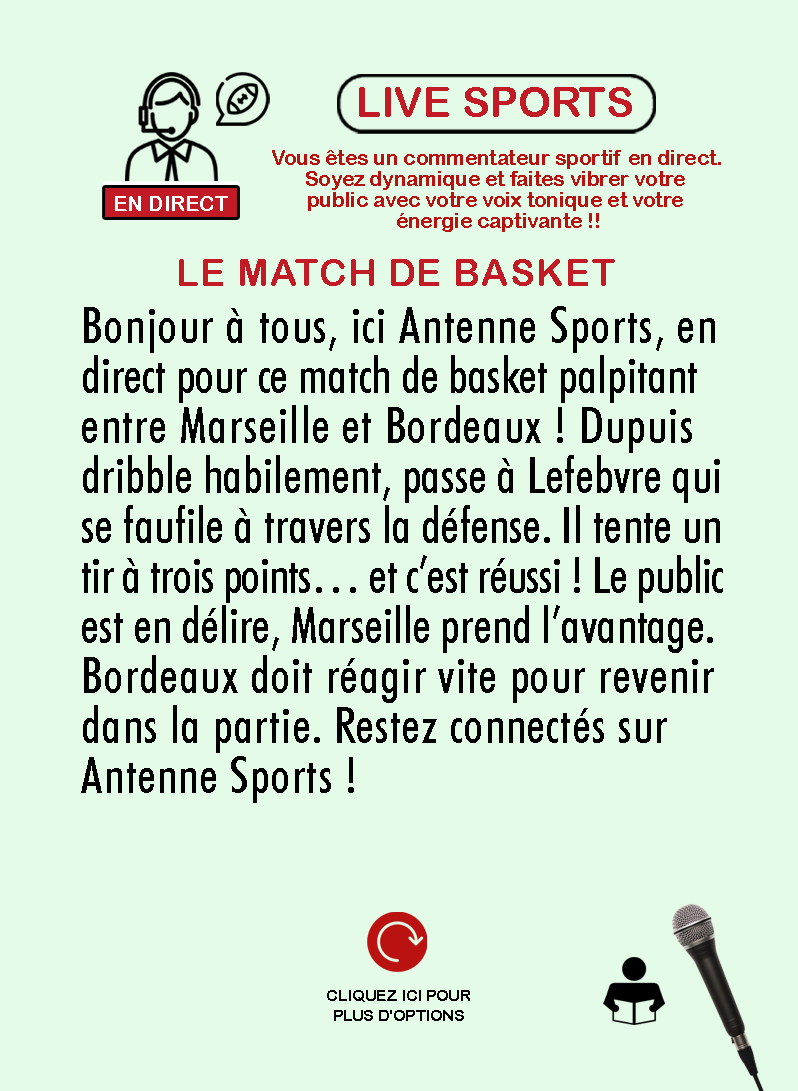 LIVE SPORTS
Vous êtes un commentateur sportif en direct.
Soyez dynamique et faites vibrer votre
public avec votre voix tonique et votre
énergie captivante !!
EN DIRECT
LE MATCH DE BASKET
Bonjour à tous, ici Antenne Sports, en
direct pour ce match de basket palpitant
entre Marseille et Bordeaux ! Dupuis
dribble habilement, passe à Lefebvre qui
se faufile à travers la défense. Il tente un
tir à trois points… et c’est réussi ! Le public
est en délire, Marseille prend l’avantage.
Bordeaux doit réagir vite pour revenir
dans la partie. Restez connectés sur
Antenne Sports !
CLIQUEZ ICI POUR
PLUS D'OPTIONS